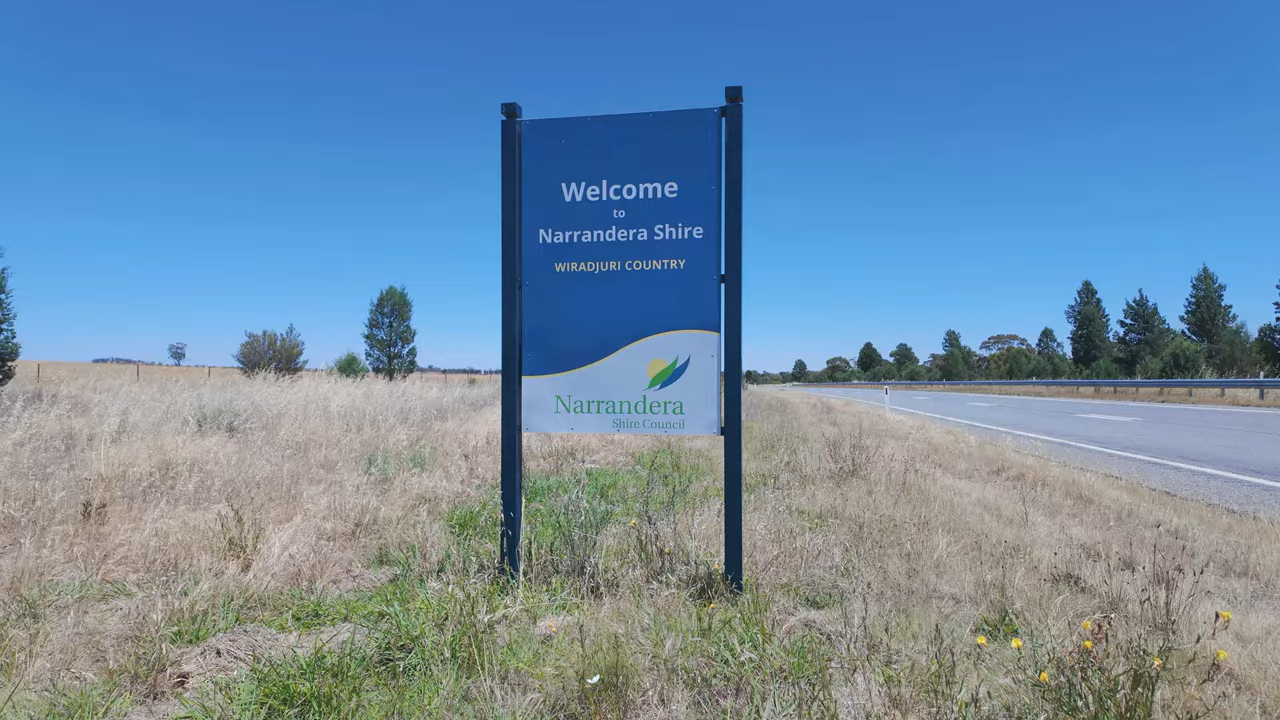 Welcome
to
Narrandera Shire
WIRADJURI COUNTRY
Narrandera
Shire Council